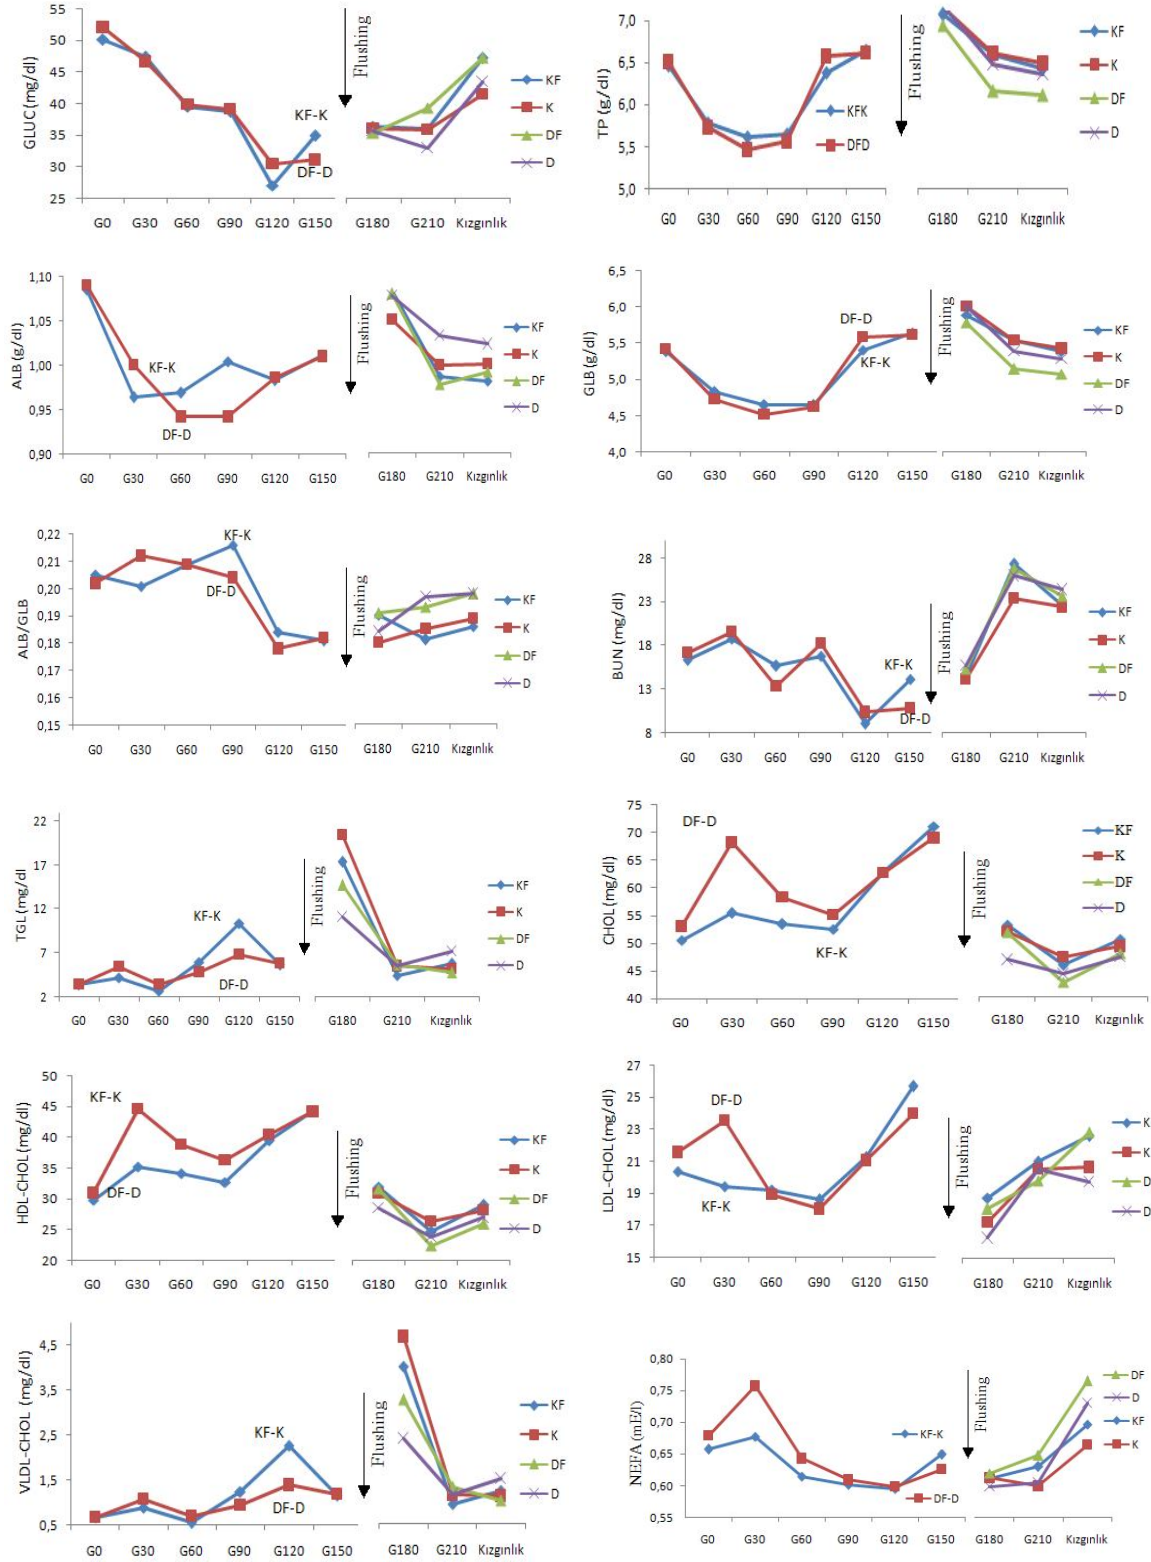 GLUC (mg/dl)
55
50
45
40
35
30
25
G0 G30 G60 G90 G120 G150 G180 G210 Kızgınlık
KF-K
DF-D
Flushing
KF
K
DF
D
TP (g/dl)
7,0
6,5
6,0
5,5
5,0
G0 G30 G60 G90 G120 G150 G180 G210 Kızgınlık
KFK
DFD
Flushing
KF
K
DF
D
ALB (g/dl)
1,10
1,05
1,00
0,95
0,90
G0 G30 G60 G90 G120 G150 G180 G210 Kızgınlık
KF-K
DF-D
Flushing
KF
K
DF
D
GLB (g/dl)
6,5
6,0
5,5
5,0
4,5
4,0
G0 G30 G60 G90 G120 G150 G180 G210 Kızgınlık
DF-D
KF-K
Flushing
KF
K
DF
D
ALB/GLB
0,22
0,21
0,20
0,19
0,18
0,17
0,16
0,15
G0 G30 G60 G90 G120 G150 G180 G210 Kızgınlık
KF-K
DF-D
Flushing
KF
K
DF
D
BUN (mg/dl)
28
23
18
13
8
G0 G30 G60 G90 G120 G150 G180 G210 Kızgınlık
KF-K
DF-D
Flushing
KF
K
DF
D
TGL (mg/dl
22
17
12
7
2
G0 G30 G60 G90 G120 G150 G180 G210 Kızgınlık
KF-K
DF-D
Flushing
KF
K
DF
D
CHOL (mg/dl)
75
70
65
60
55
50
45
40
G0 G30 G60 G90 G120 G150 G180 G210 Kızgınlık
DF-D
KF-K
Flushing
KF
K
DF
D
HDL-CHOL (mg/dl)
50
45
40
35
30
25
20
G0 G30 G60 G90 G120 G150 G180 G210 Kızgınlık
KF-K
DF-D
Flushing
KF
K
DF
D
LDL-CHOL (mg/dl)
27
25
23
21
19
17
15
G0 G30 G60 G90 G120 G150 G180 G210 Kızgınlık
DF-D
KF-K
Flushing
K
K
D
D
VLDL-CHOL (mg/dl)
4,5
3,5
2,5
1,5
0,5
G0 G30 G60 G90 G120 G150 G180 G210 Kızgınlık
KF-K
DF-D
Flushing
KF
K
DF
D
NEFA (mE/l)
0,80
0,75
0,70
0,65
0,60
0,55
G0 G30 G60 G90 G120 G150 G180 G210 Kızgınlık
KF-K
DF-D
Flushing
DF
D
KF
K